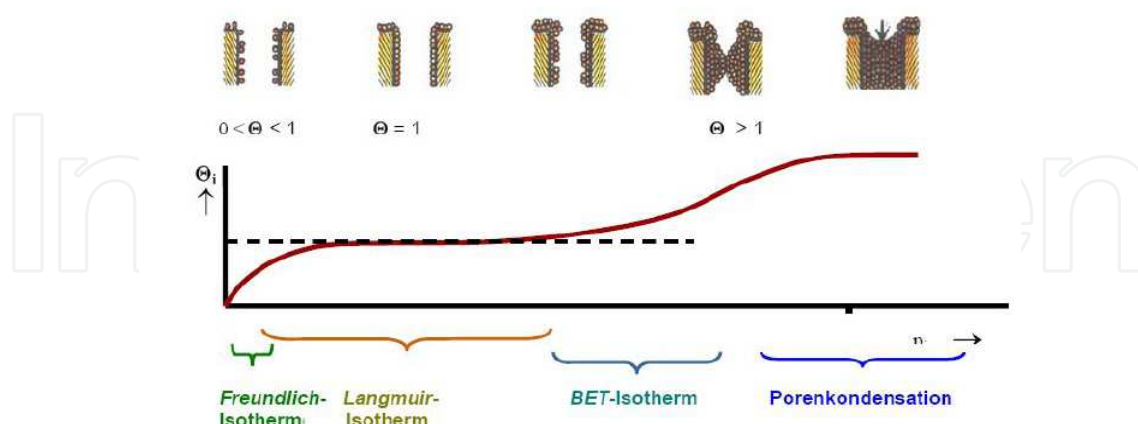 0 < Θ < 1
Θ = 1
Θ > 1
Θi
↑
→
Freundlich- Langmuir- BET-Isotherm Porenkondensation
Isotherm Isotherm